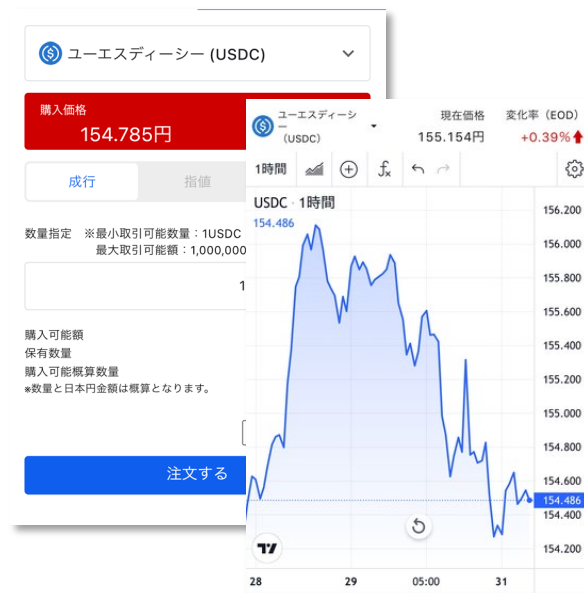 ユーエスディーシー (USDC)
購入価格
154.785円
成行
指値
数量指定 ※最小取引可能数量：1USDC
最大取引可能額：1,000,000
1
購入可能額
保有数量
購入可能概算数量
※数量と日本円金額は概算となります。
注文する
ユーエスディーシ
ー
（USDC）
現在価格
155.154円
変化率（EOD）
+0.39%
1時間
fx
USDC · 1時間
154.486
156.200
156.000
155.800
155.600
155.400
155.200
155.000
154.800
154.600
154.486
154.400
154.200
28
29
05:00
31